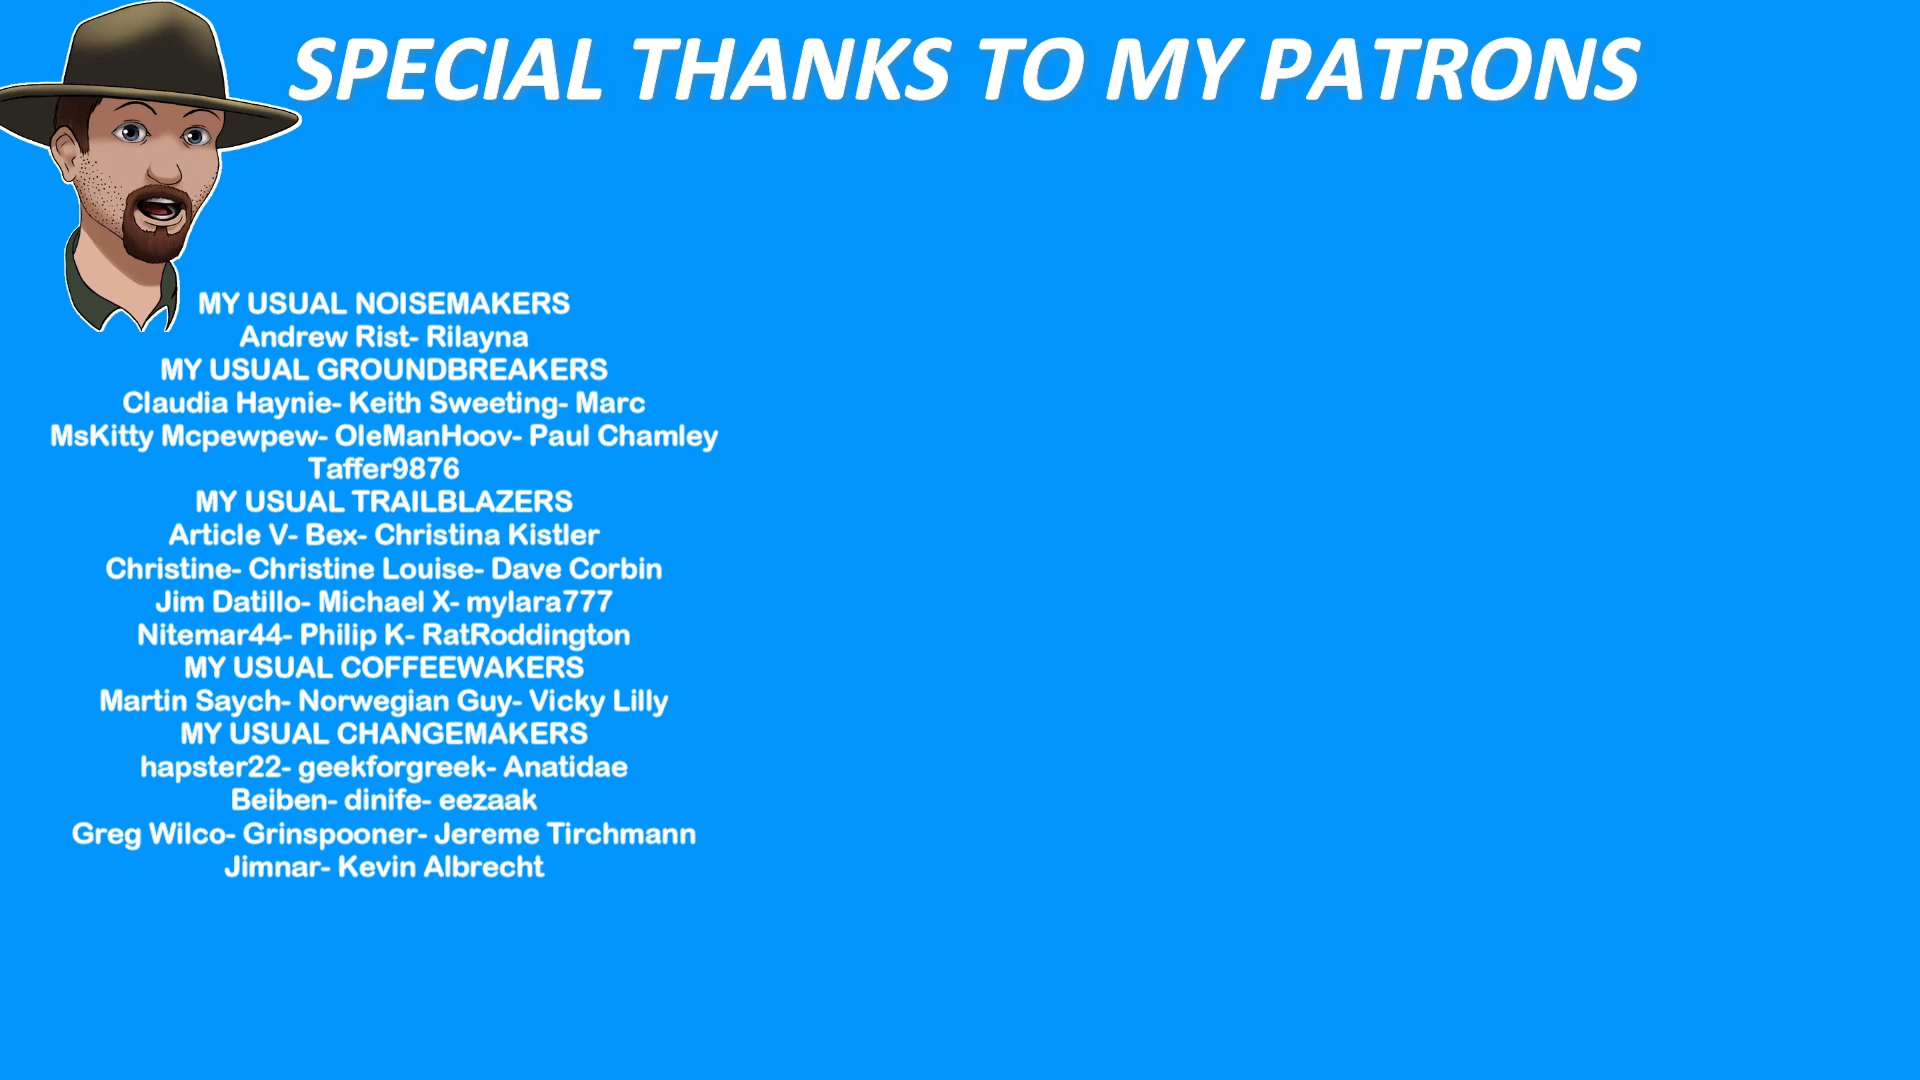 SPECIAL THANKS TO MY PATRONS
MY USUAL NOISEMAKERS
Andrew Rist- Rilayna
MY USUAL GROUNDBREAKERS
Claudia Haynie- Keith Sweeting- Marc
MsKitty Mcpewpew- OleManHoov- Paul Chamley
Taffer9876
MY USUAL TRAILBLAZERS
Article V- Bex- Christina Kistler
Christine- Christine Louise- Dave Corbin
Jim Datillo- Michael X- mylara777
Nitemar44- Philip K- RatRoddington
MY USUAL COFFEEWAKERS
Martin Saych- Norwegian Guy- Vicky Lilly
MY USUAL CHANGEMAKERS
hapster22- geekforgreek- Anatidae
Beiben- dinife- eezaak
Greg Wilco- Grinspooner- Jereme Tirchmann
Jimnar- Kevin Albrecht